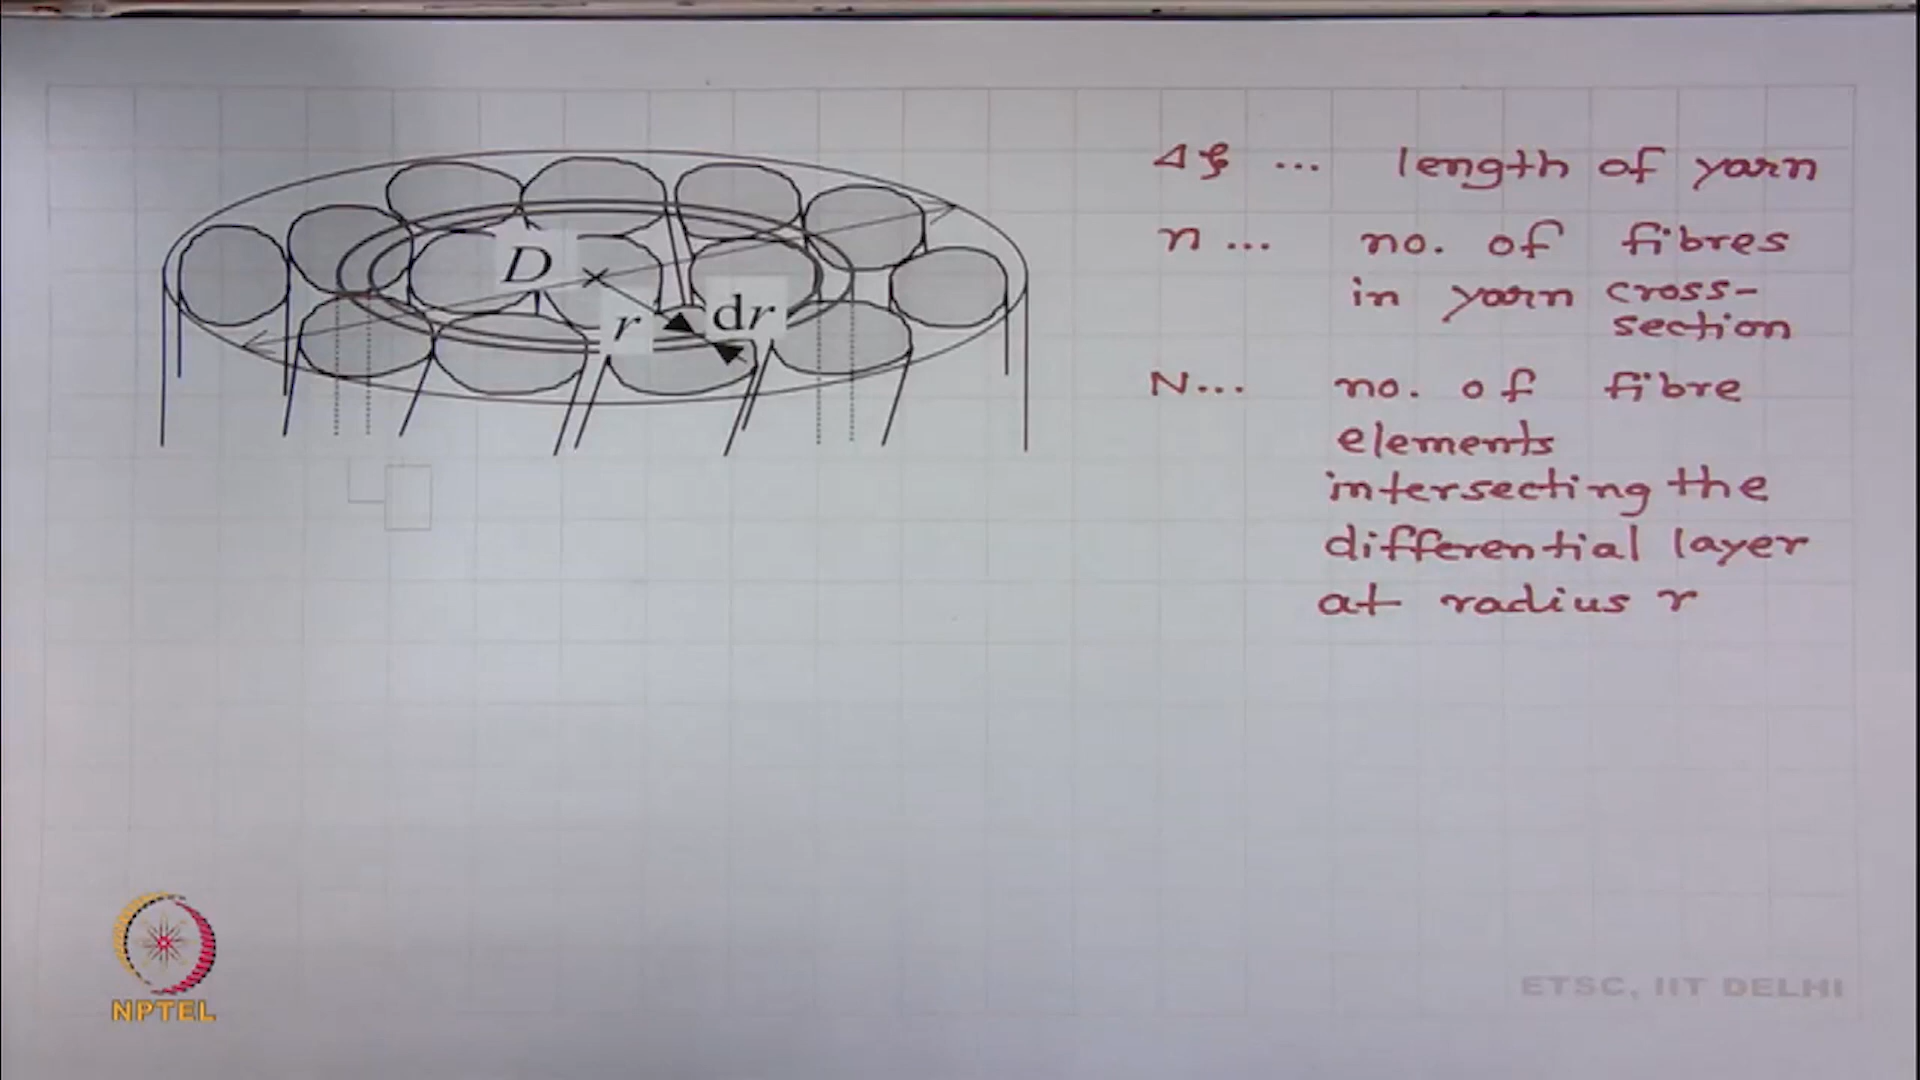 Δξ ... length of yarn
n ... no. of fibres
in yarn cross-
section
N... no. of fibre
elements
intersecting the
differential layer
at radius r
D
r
dr
NPTEL
ETSC, IIT DELHI